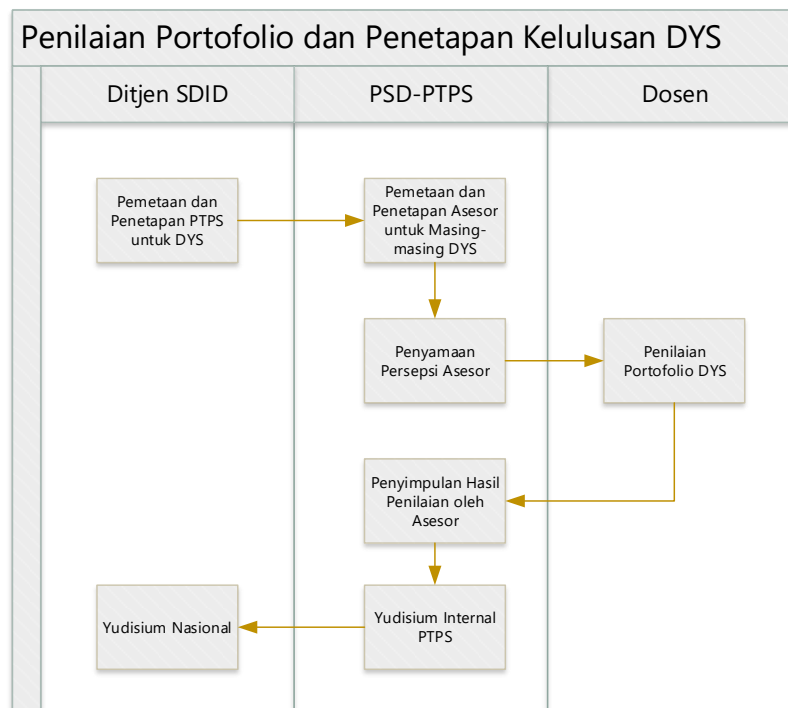 Penilaian Portofolio dan Penetapan Kelulusan DYS
Ditjen SDID
PSD-PTPS
Dosen
Pemetaan dan
Penetapan PTPS
untuk DYS
Pemetaan dan
Penetapan Asesor
untuk Masing-
masing DYS
Penyamaan
Persepsi Asesor
Penilaian
Portofolio DYS
Penyimpulan Hasil
Penilaian oleh
Asesor
Yudisium Nasional
Yudisium Internal
PTPS